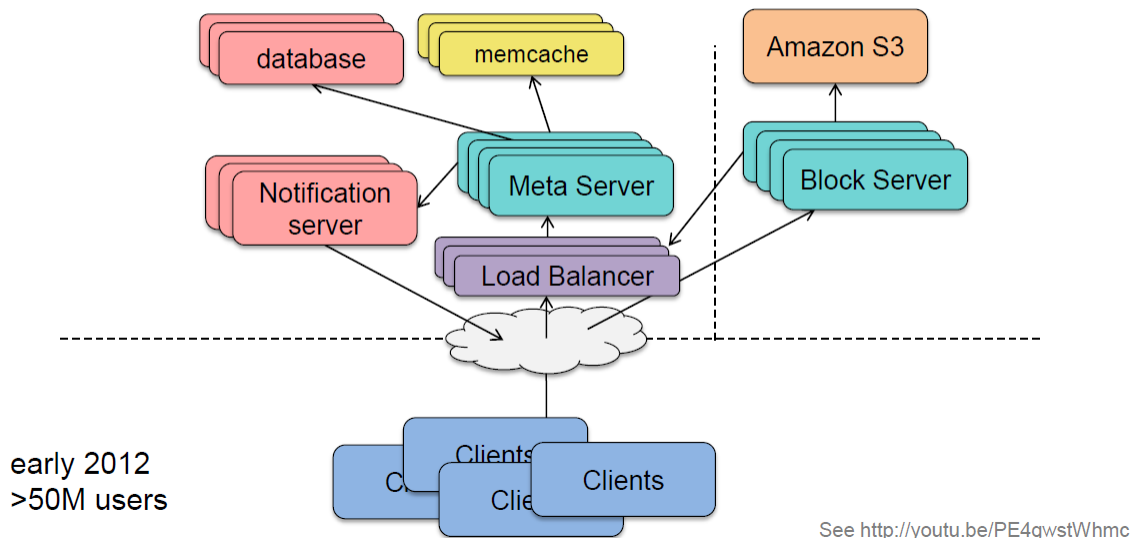 database
memcache
Amazon S3
Notification
server
Meta Server
Block Server
Load Balancer
Clients
Clie
Clients
early 2012
>50M users
See http://youtu.be/PE4gwstWhmc